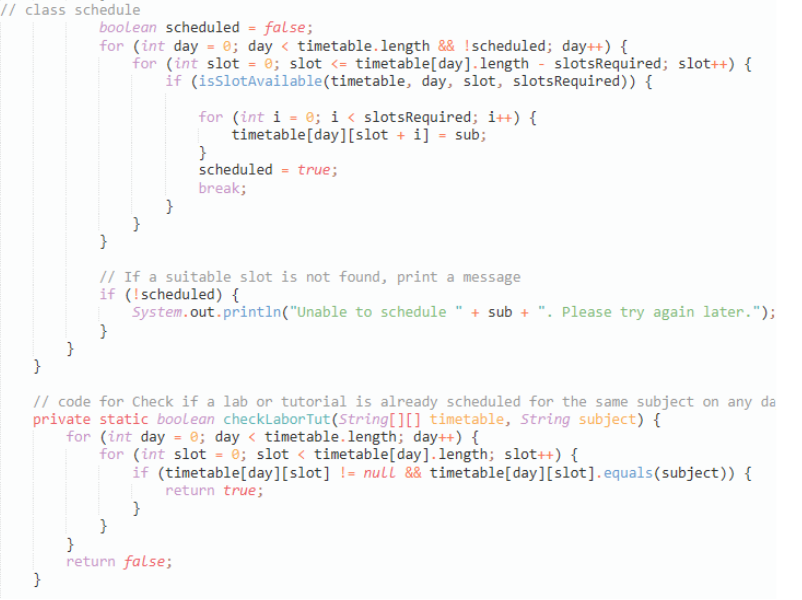 // class schedule
boolean scheduled = false;
for (int day = 0; day < timetable.length && !scheduled; day++) {
for (int slot = 0; slot <= timetable[day].length - slotsRequired; slot++) {
if (isSlotAvailable(timetable, day, slot, slotsRequired)) {
for (int i = 0; i < slotsRequired; i++) {
timetable[day][slot + i] = sub;
}
scheduled = true;
break;
}
}
}
// If a suitable slot is not found, print a message
if (!scheduled) {
System.out.println("Unable to schedule " + sub + ". Please try again later.");
}
}
}
// code for Check if a lab or tutorial is already scheduled for the same subject on any da
private static boolean checkLaborTut(String[][] timetable, String subject) {
for (int day = 0; day < timetable.length; day++) {
for (int slot = 0; slot < timetable[day].length; slot++) {
if (timetable[day][slot] != null && timetable[day][slot].equals(subject)) {
return true;
}
}
}
return false;
}